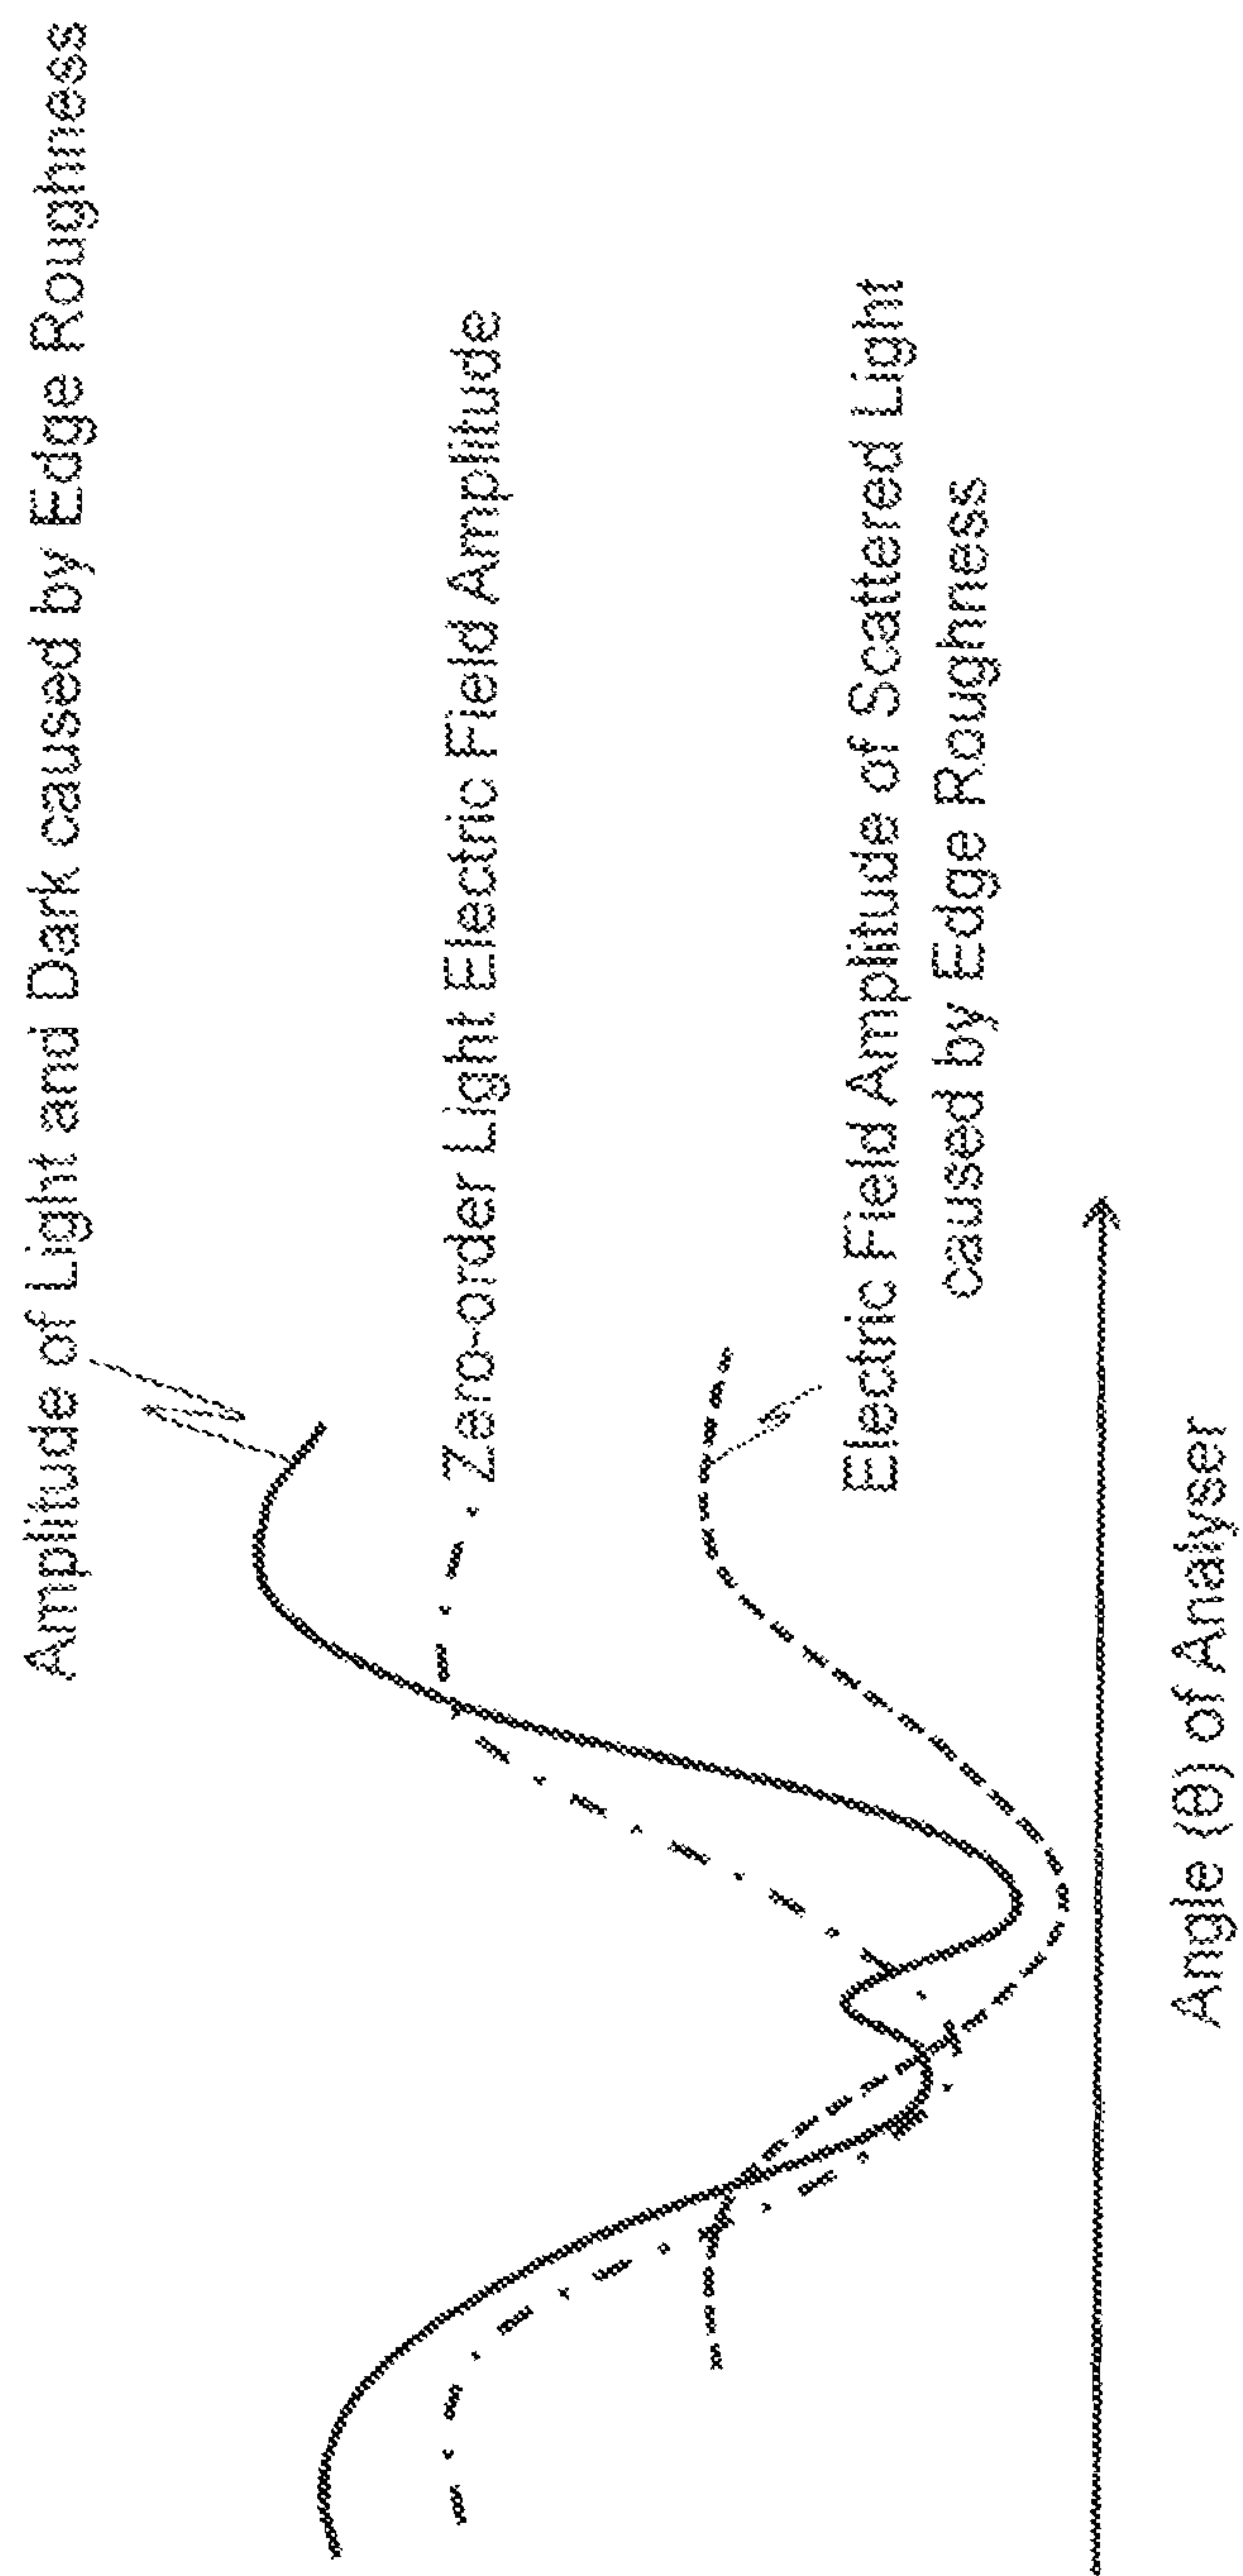 Amplitude of Light and Dark caused by Edge Roughness
Zero-order Light Electric Field Amplitude
Electric Field Amplitude of Scattered Light
caused by Edge Roughness
Angle (θ) of Analyser